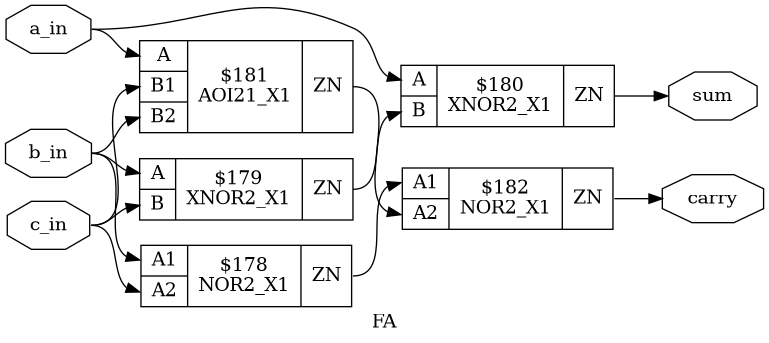 a_in
b_in
c_in
A
B1
B2
$181
AOI21_X1
ZN
A
B
$179
XNOR2_X1
ZN
A1
A2
$178
NOR2_X1
ZN
A
B
$180
XNOR2_X1
ZN
A1
A2
$182
NOR2_X1
ZN
sum
carry
FA